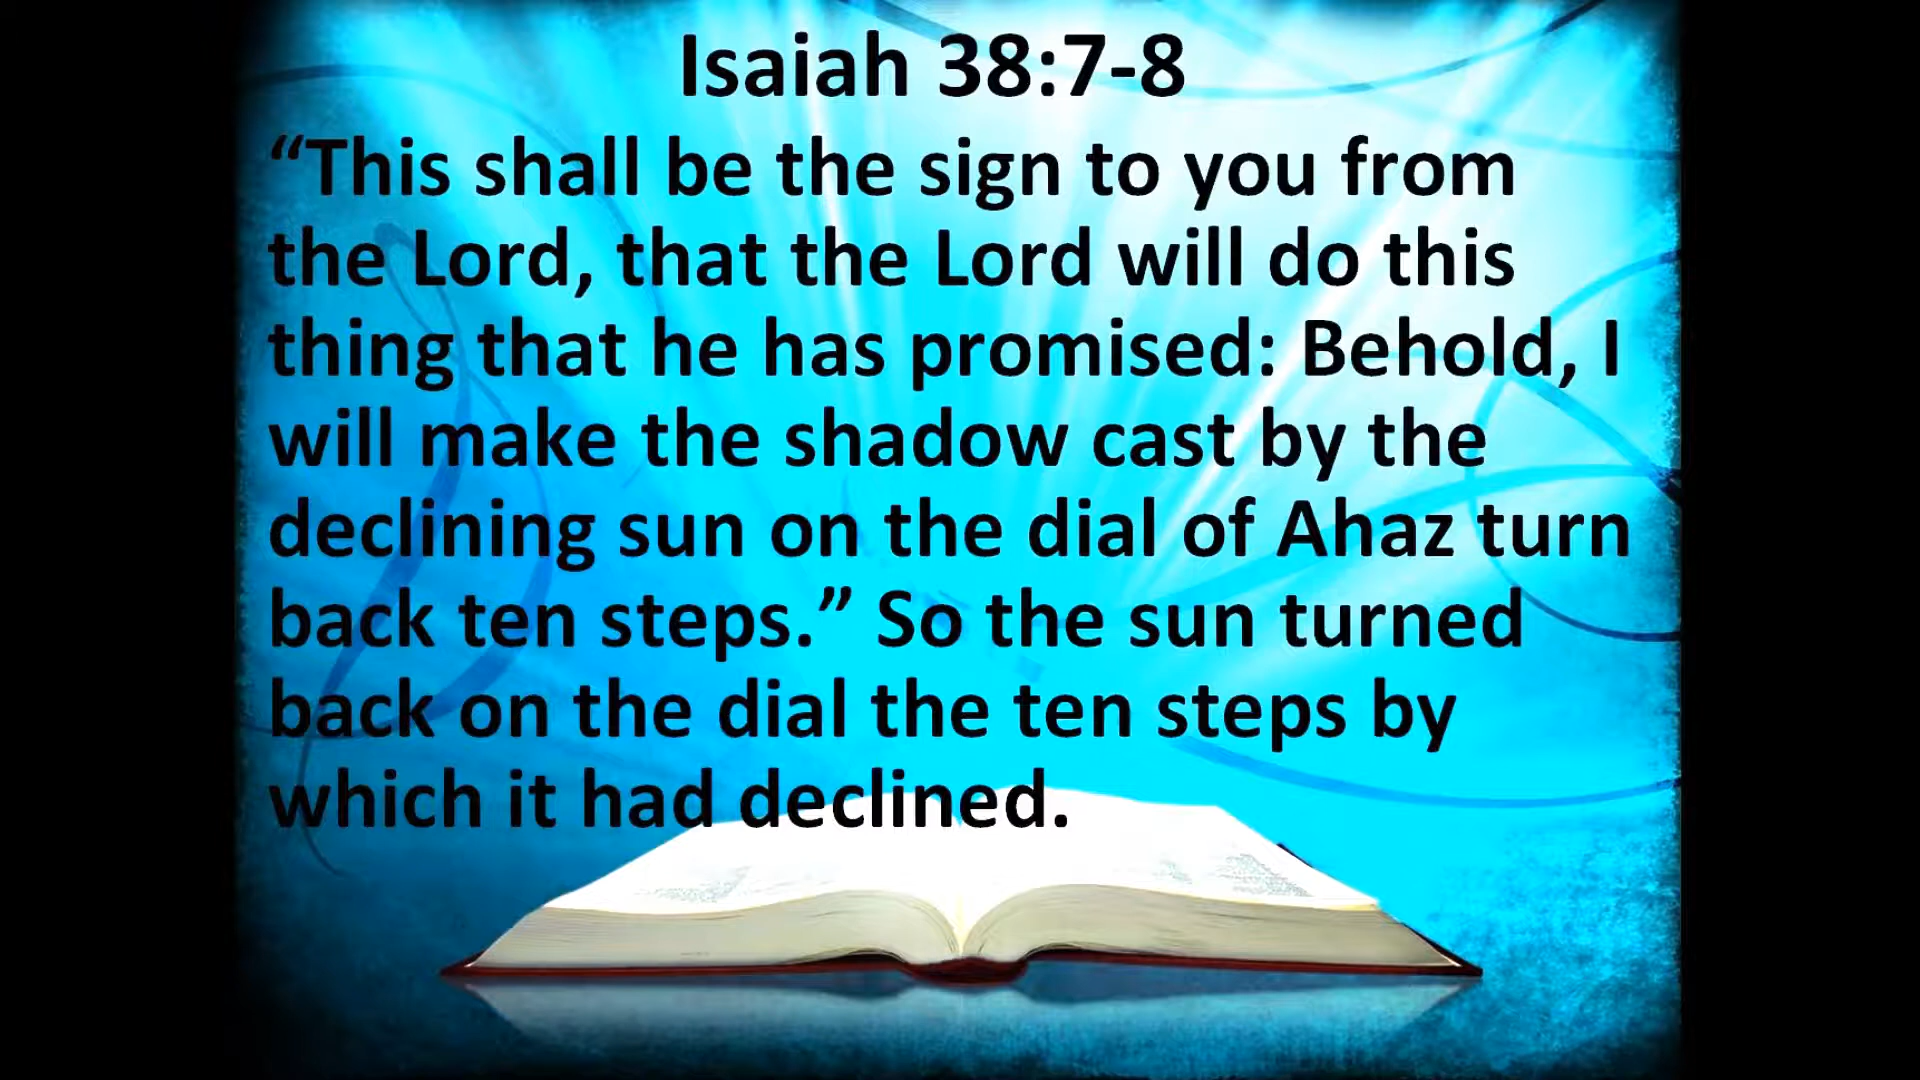 Isaiah 38:7-8
“This shall be the sign to you from
the Lord, that the Lord will do this
thing that he has promised: Behold, I
will make the shadow cast by the
declining sun on the dial of Ahaz turn
back ten steps.” So the sun turned
back on the dial the ten steps by
which it had declined.